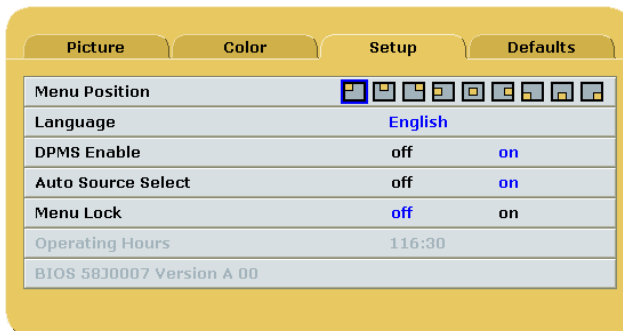 Picture Color Setup Defaults
Menu Position
Language English
DPMS Enable off on
Auto Source Select off on
Menu Lock off on
Operating Hours 116:30
BIOS 58J0007 Version A 00